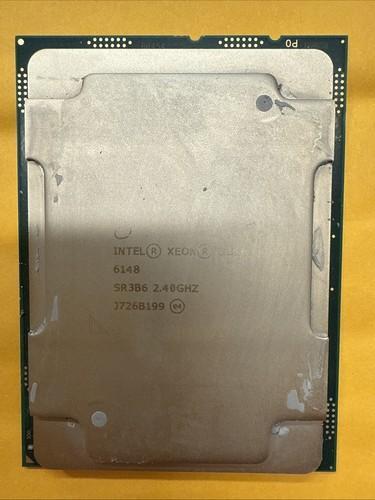 P0
INTEL® XEON®
6148
SR3B6 2.40GHZ
J726B199 e4